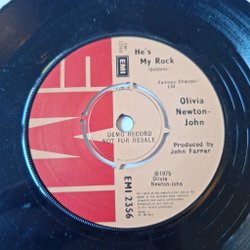 He's
My Rock
EMI
Famous Chappell
Ltd
Olivia
Newton-
John
DEMO RECORD
NOT FOR RESALE
Produced by
John Farrar
℗1975
Olivia
Newton-John
EMI 2356
EMI